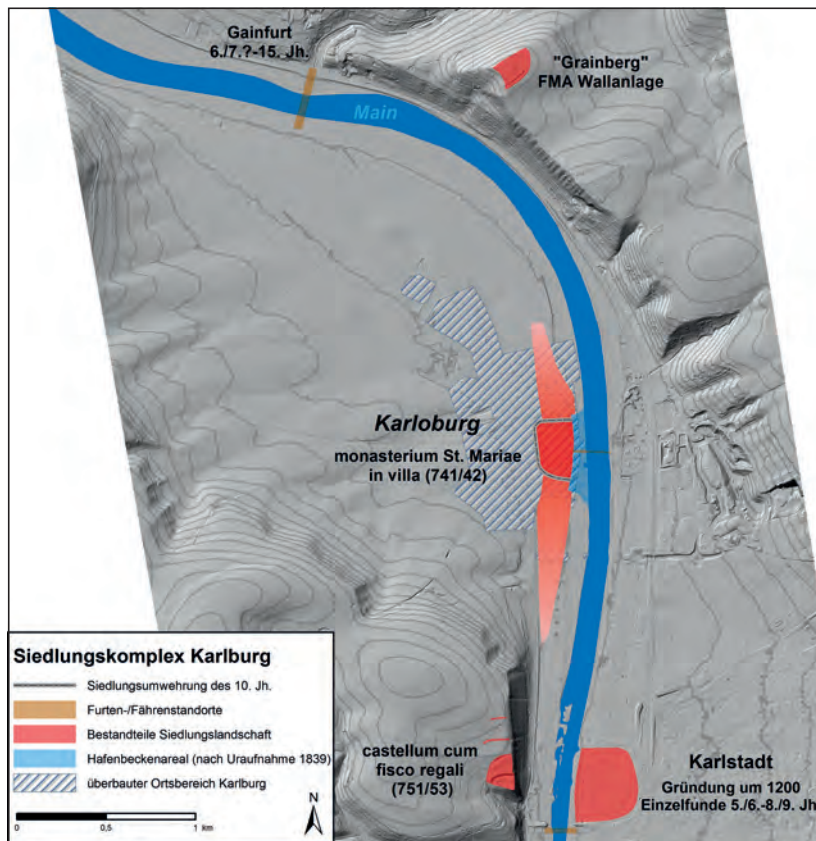 Gainfurt
6./7.?-15. Jh.
"Grainberg"
FMA Wallanlage
Main
Karloburg
monasterium St. Mariae
in villa (741/42)
Siedlungskomplex Karlburg
Siedlungsumwehrung des 10. Jh.
Furten-/Fährenstandorte
Bestandteile Siedlungslandschaft
Hafenbeckenareal (nach Uraufnahme 1839)
überbauter Ortsbereich Karlburg
0 0,5 1 km
N
castellum cum
fisco regali
(751/53)
Karlstadt
Gründung um 1200
Einzelfunde 5./6.-8./9. Jh